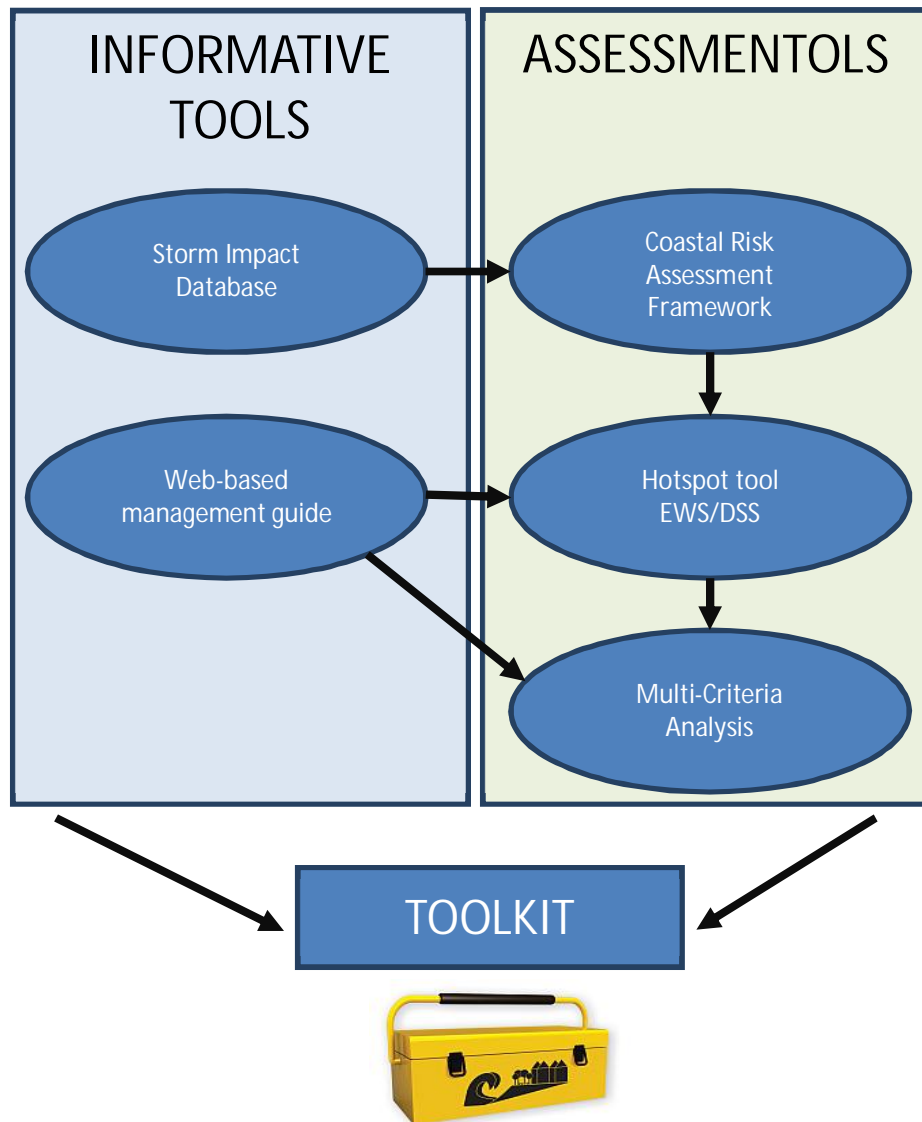 INFORMATIVE
TOOLS
Storm Impact
Database
Web-based
management guide
ASSESSMENTOLS
Coastal Risk
Assessment
Framework
Hotspot tool
EWS/DSS
Multi-Criteria
Analysis
TOOLKIT